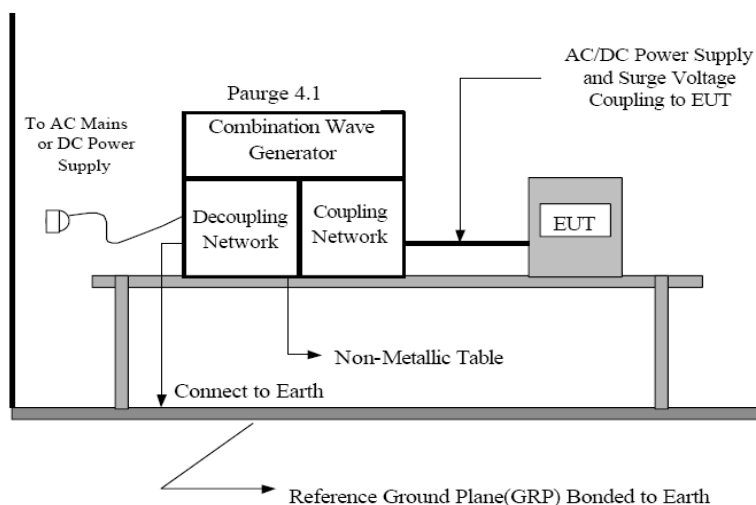 AC/DC Power Supply
and Surge Voltage
Coupling to EUT
Paurge 4.1
To AC Mains
or DC Power
Supply
Combination Wave
Generator
Decoupling
Network
Coupling
Network
EUT
Non-Metallic Table
Connect to Earth
Reference Ground Plane(GRP) Bonded to Earth